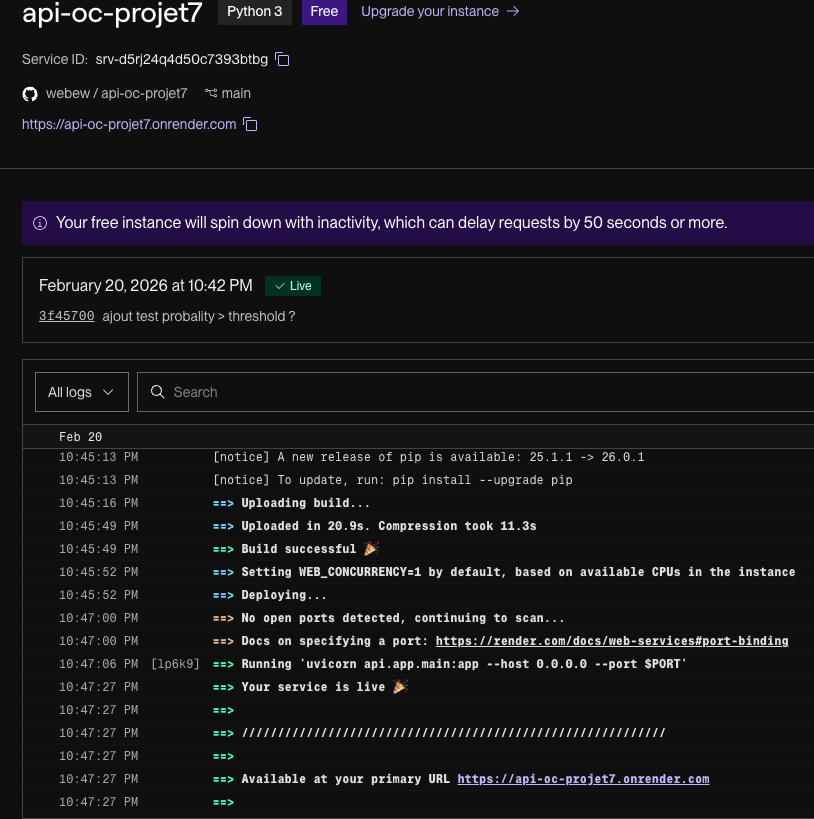 api-oc-projet7 Python 3 Free Upgrade your instance →
Service ID: srv-d5rj24q4d50c7393btbg
webew / api-oc-projet7 main
https://api-oc-projet7.onrender.com
Your free instance will spin down with inactivity, which can delay requests by 50 seconds or more.
February 20, 2026 at 10:42 PM Live
3f45700 ajout test probality > threshold ?
All logs Search
Feb 20
10:45:13 PM [notice] A new release of pip is available: 25.1.1 -> 26.0.1
10:45:13 PM [notice] To update, run: pip install --upgrade pip
10:45:16 PM ==> Uploading build...
10:45:49 PM ==> Uploaded in 20.9s. Compression took 11.3s
10:45:49 PM ==> Build successful 🎉
10:45:52 PM ==> Setting WEB_CONCURRENCY=1 by default, based on available CPUs in the instance
10:45:52 PM ==> Deploying...
10:47:00 PM ==> No open ports detected, continuing to scan...
10:47:00 PM ==> Docs on specifying a port: https://render.com/docs/web-services#port-binding
10:47:06 PM [lp6k9] ==> Running 'uvicorn api.app.main:app --host 0.0.0.0 --port $PORT'
10:47:27 PM ==> Your service is live 🎉
10:47:27 PM ==>
10:47:27 PM ==> ///////////////////////////////////////////////////////////
10:47:27 PM ==>
10:47:27 PM ==> Available at your primary URL https://api-oc-projet7.onrender.com
10:47:27 PM ==>